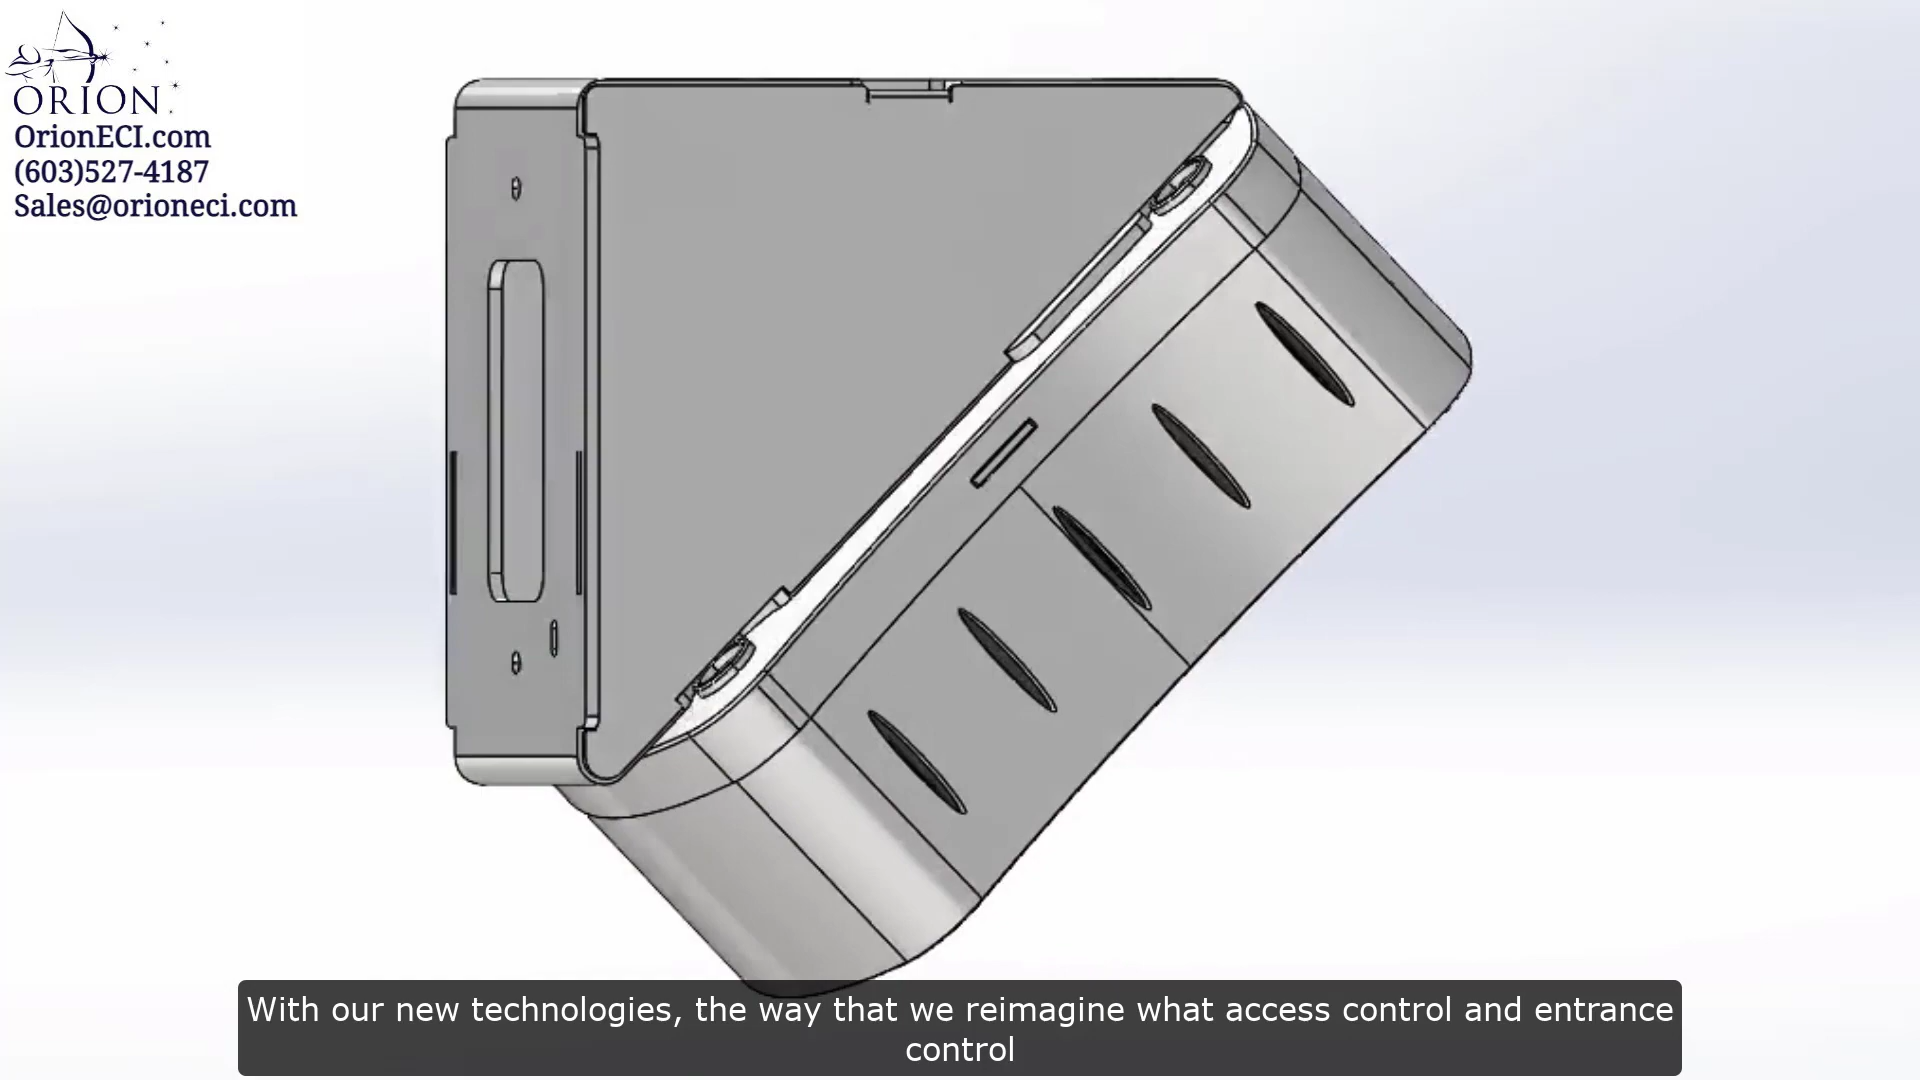 ORION
OrionECI.com
(603)527-4187
Sales@orioneci.com
With our new technologies, the way that we reimagine what access control and entrance
control